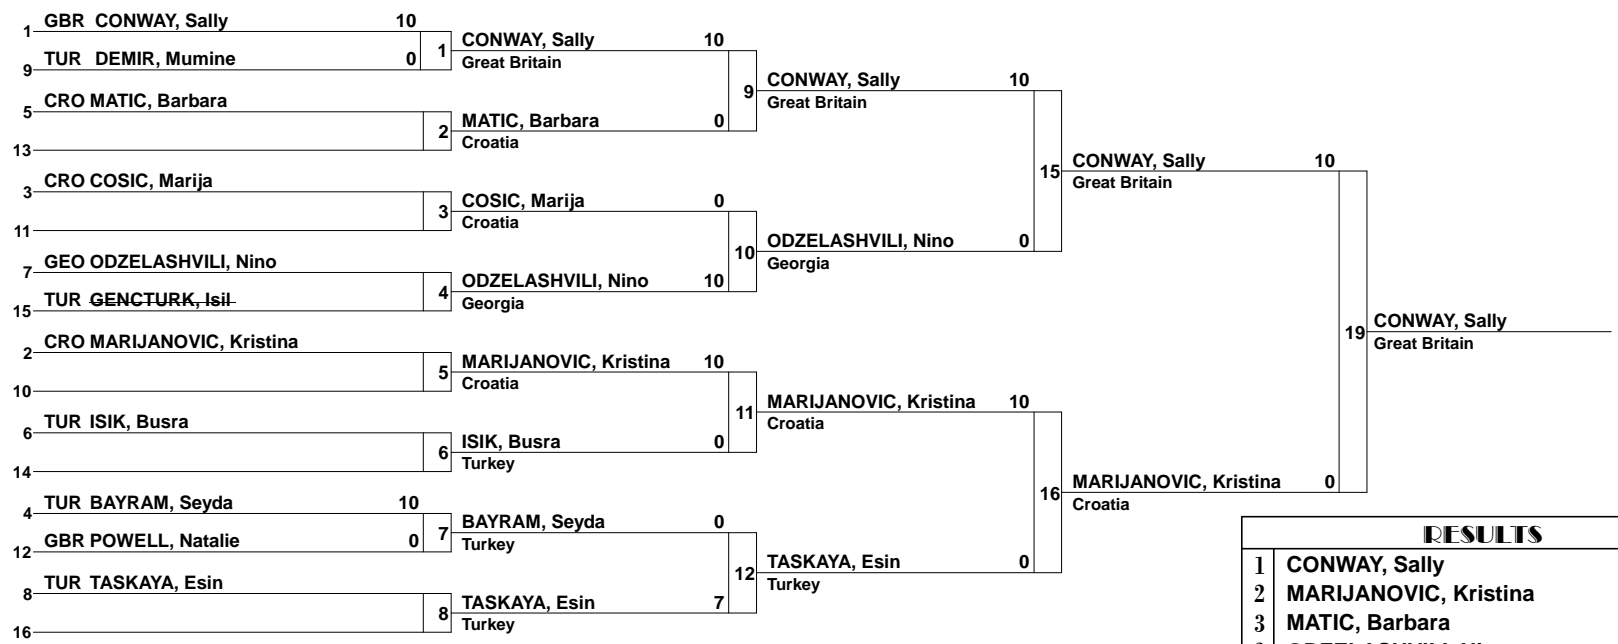 1 GBR CONWAY, Sally 10
9 TUR DEMIR, Mumine 0
1 CONWAY, Sally 10
Great Britain
5 CRO MATIC, Barbara
13
2 MATIC, Barbara 0
Croatia
9 CONWAY, Sally 10
Great Britain
3 CRO COSIC, Marija
11
3 COSIC, Marija 0
Croatia
7 GEO ODZELASHVILI, Nino
15 TUR GENCTURK, Isil
4 ODZELASHVILI, Nino 10
Georgia
10 ODZELASHVILI, Nino 0
Georgia
15 CONWAY, Sally 10
Great Britain
2 CRO MARIJANOVIC, Kristina
10
5 MARIJANOVIC, Kristina 10
Croatia
6 TUR ISIK, Busra
14
6 ISIK, Busra 0
Turkey
11 MARIJANOVIC, Kristina 10
Croatia
4 TUR BAYRAM, Seyda 10
12 GBR POWELL, Natalie 0
7 BAYRAM, Seyda 0
Turkey
8 TUR TASKAYA, Esin
16
8 TASKAYA, Esin 7
Turkey
12 TASKAYA, Esin 0
Turkey
16 MARIJANOVIC, Kristina 0
Croatia
19 CONWAY, Sally
Great Britain
RESULTS
1 CONWAY, Sally
2 MARIJANOVIC, Kristina
3 MATIC, Barbara